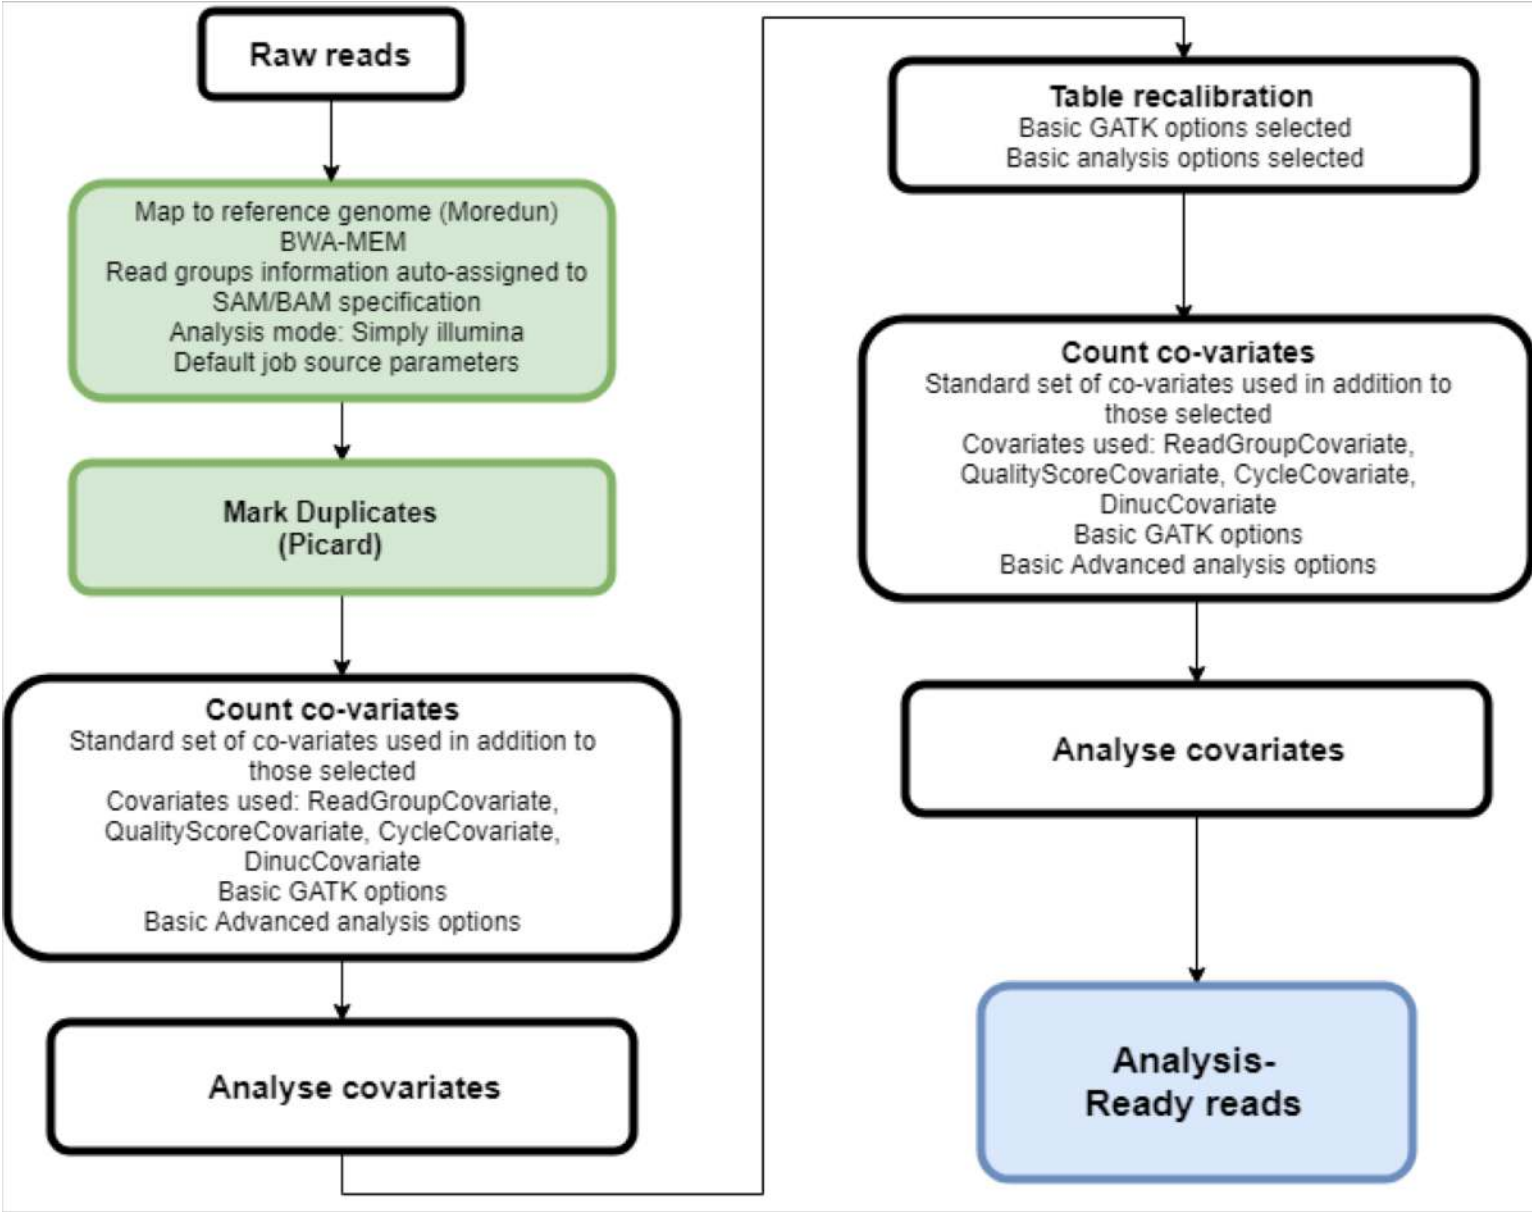 Raw reads
Map to reference genome (Moredun)
BWA-MEM
Read groups information auto-assigned to
SAM/BAM specification
Analysis mode: Simply illumina
Default job source parameters
Mark Duplicates
(Picard)
Count co-variates
Standard set of co-variates used in addition to
those selected
Covariates used: ReadGroupCovariate,
QualityScoreCovariate, CycleCovariate,
DinucCovariate
Basic GATK options
Basic Advanced analysis options
Analyse covariates
Table recalibration
Basic GATK options selected
Basic analysis options selected
Count co-variates
Standard set of co-variates used in addition to
those selected
Covariates used: ReadGroupCovariate,
QualityScoreCovariate, CycleCovariate,
DinucCovariate
Basic GATK options
Basic Advanced analysis options
Analyse covariates
Analysis-
Ready reads